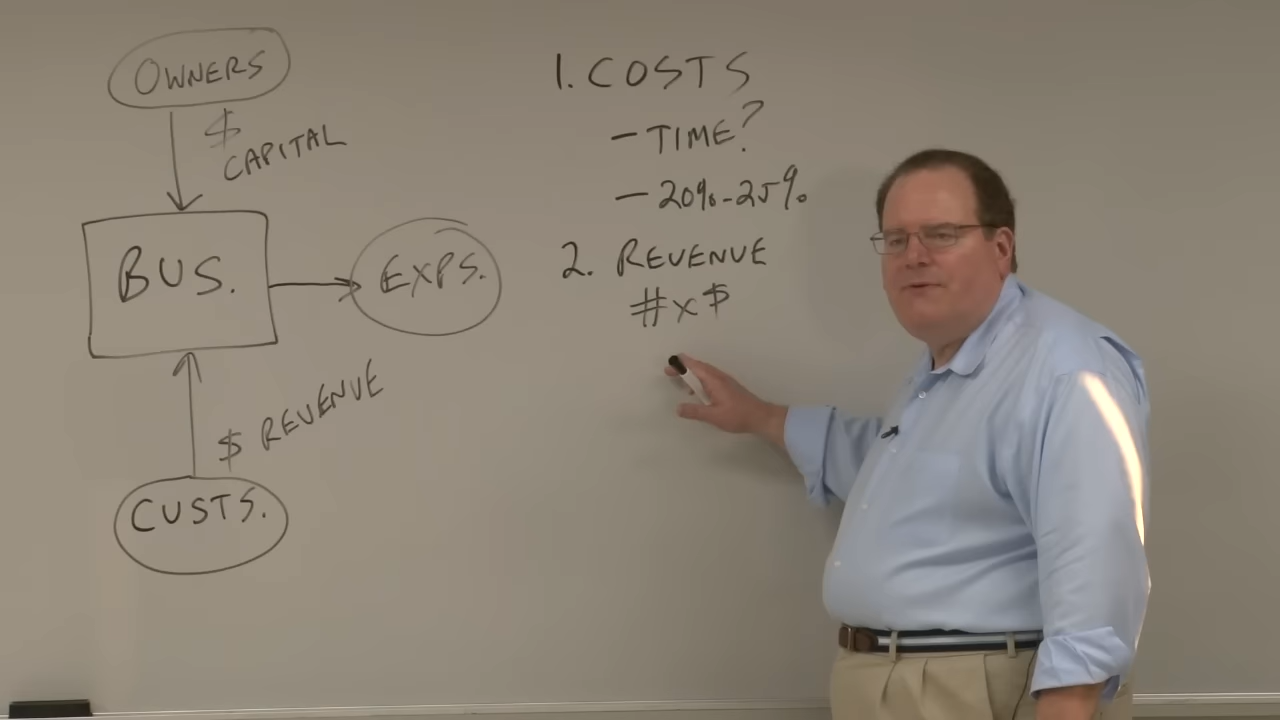 OWNERS
$
CAPITAL
BUS.
EXPS.
$ REVENUE
CUSTS.
1. COSTS
- TIME?
- 20%-25%
2. REVENUE
# x $